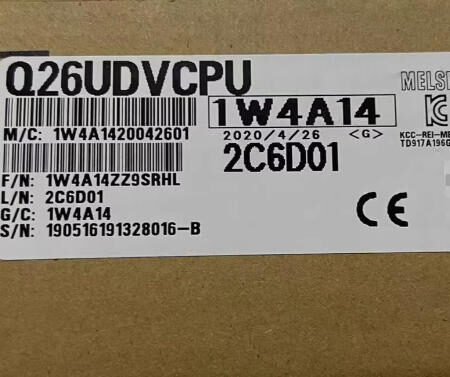 Q26UDVCPU
MELS
1W4A14
M/C: 1W4A1420042601
2020/4/26 <G>
KCC-REI-ME
TD917A196G
2C6D01
F/N: 1W4A14ZZ9SRHL
L/N: 2C6D01
G/C: 1W4A14
S/N: 190516191328016-B
CE